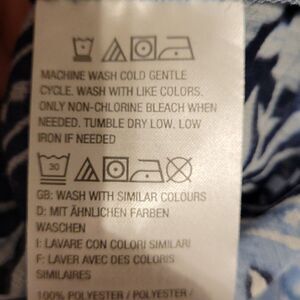 MACHINE WASH COLD GENTLE
CYCLE. WASH WITH LIKE COLORS.
ONLY NON-CHLORINE BLEACH WHEN
NEEDED. TUMBLE DRY LOW. LOW
IRON IF NEEDED
30
GB: WASH WITH SIMILAR COLOURS
D: MIT ÄHNLICHEN FARBEN
WASCHEN
I: LAVARE CON COLORI SIMILARI
F: LAVER AVEC DES COLORIS
SIMILAIRES
100% POLYESTER / POLYESTER /